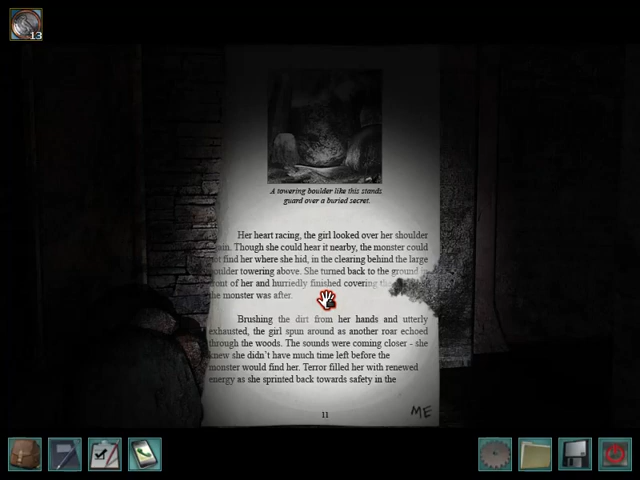 13
A towering boulder like this stands
guard over a buried secret.
Her heart racing, the girl looked over her shoulder
ain. Though she could hear it nearby, the monster could
ot find her where she hid, in the clearing behind the large
oulder towering above. She turned back to the ground in
ront of her and hurriedly finished covering
the monster was after.
Brushing the dirt from her hands and utterly
exhausted, the girl spun around as another roar echoed
through the woods. The sounds were coming closer - she
knew she didn't have much time left before the
monster would find her. Terror filled her with renewed
energy as she sprinted back towards safety in the
11
ME